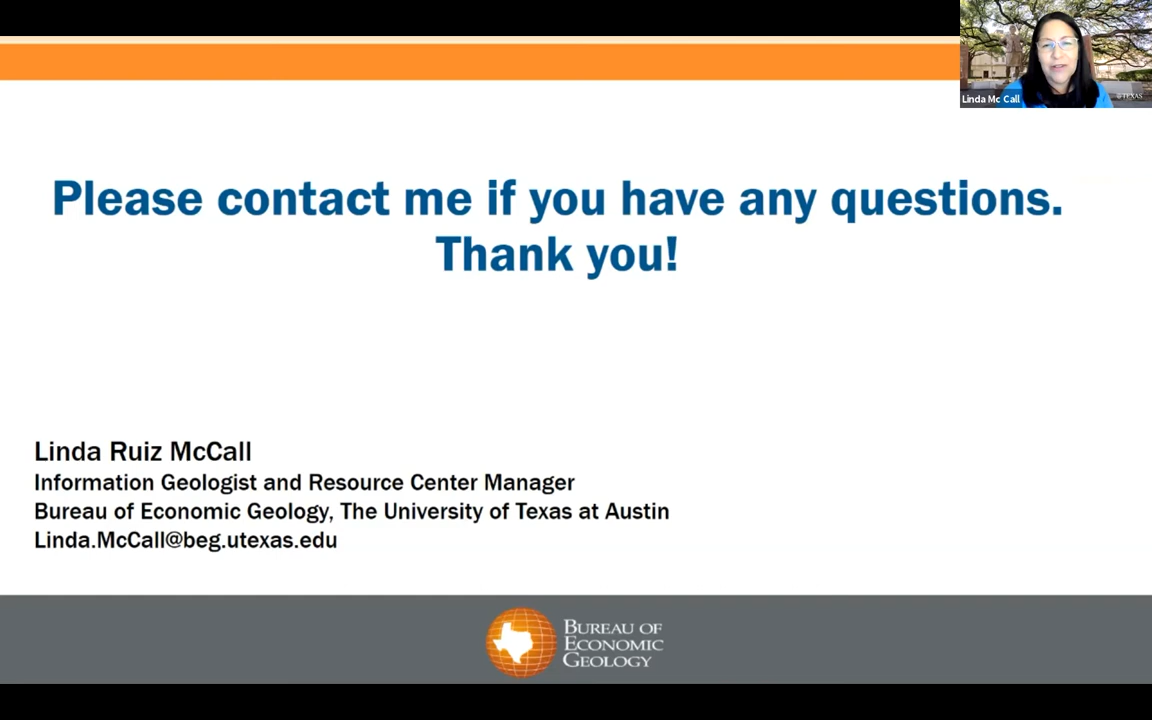 Linda Mc Call
TEXAS
Please contact me if you have any questions.
Thank you!
Linda Ruiz McCall
Information Geologist and Resource Center Manager
Bureau of Economic Geology, The University of Texas at Austin
Linda.McCall@beg.utexas.edu
BUREAU OF
ECONOMIC
GEOLOGY